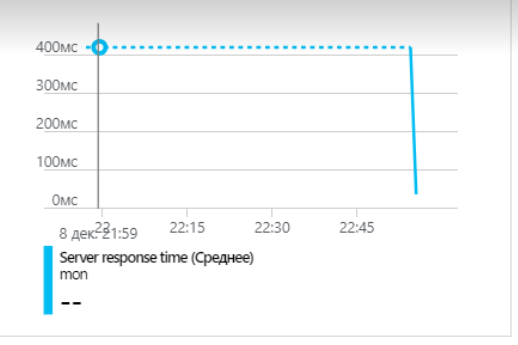 400мс
300мс
200мс
100мс
0мс
22 22:15 22:30 22:45
8 дек. 21:59
Server response time (Среднее)
mon
--